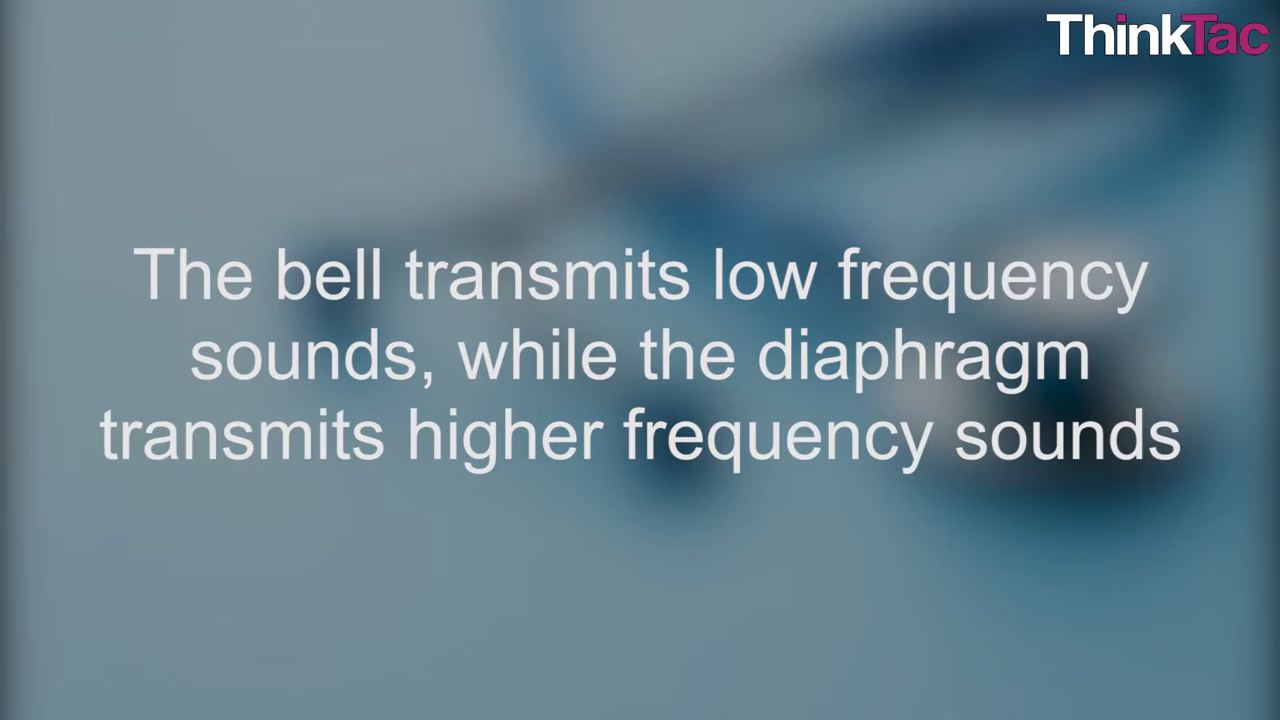 ThinkTac
The bell transmits low frequency
sounds, while the diaphragm
transmits higher frequency sounds